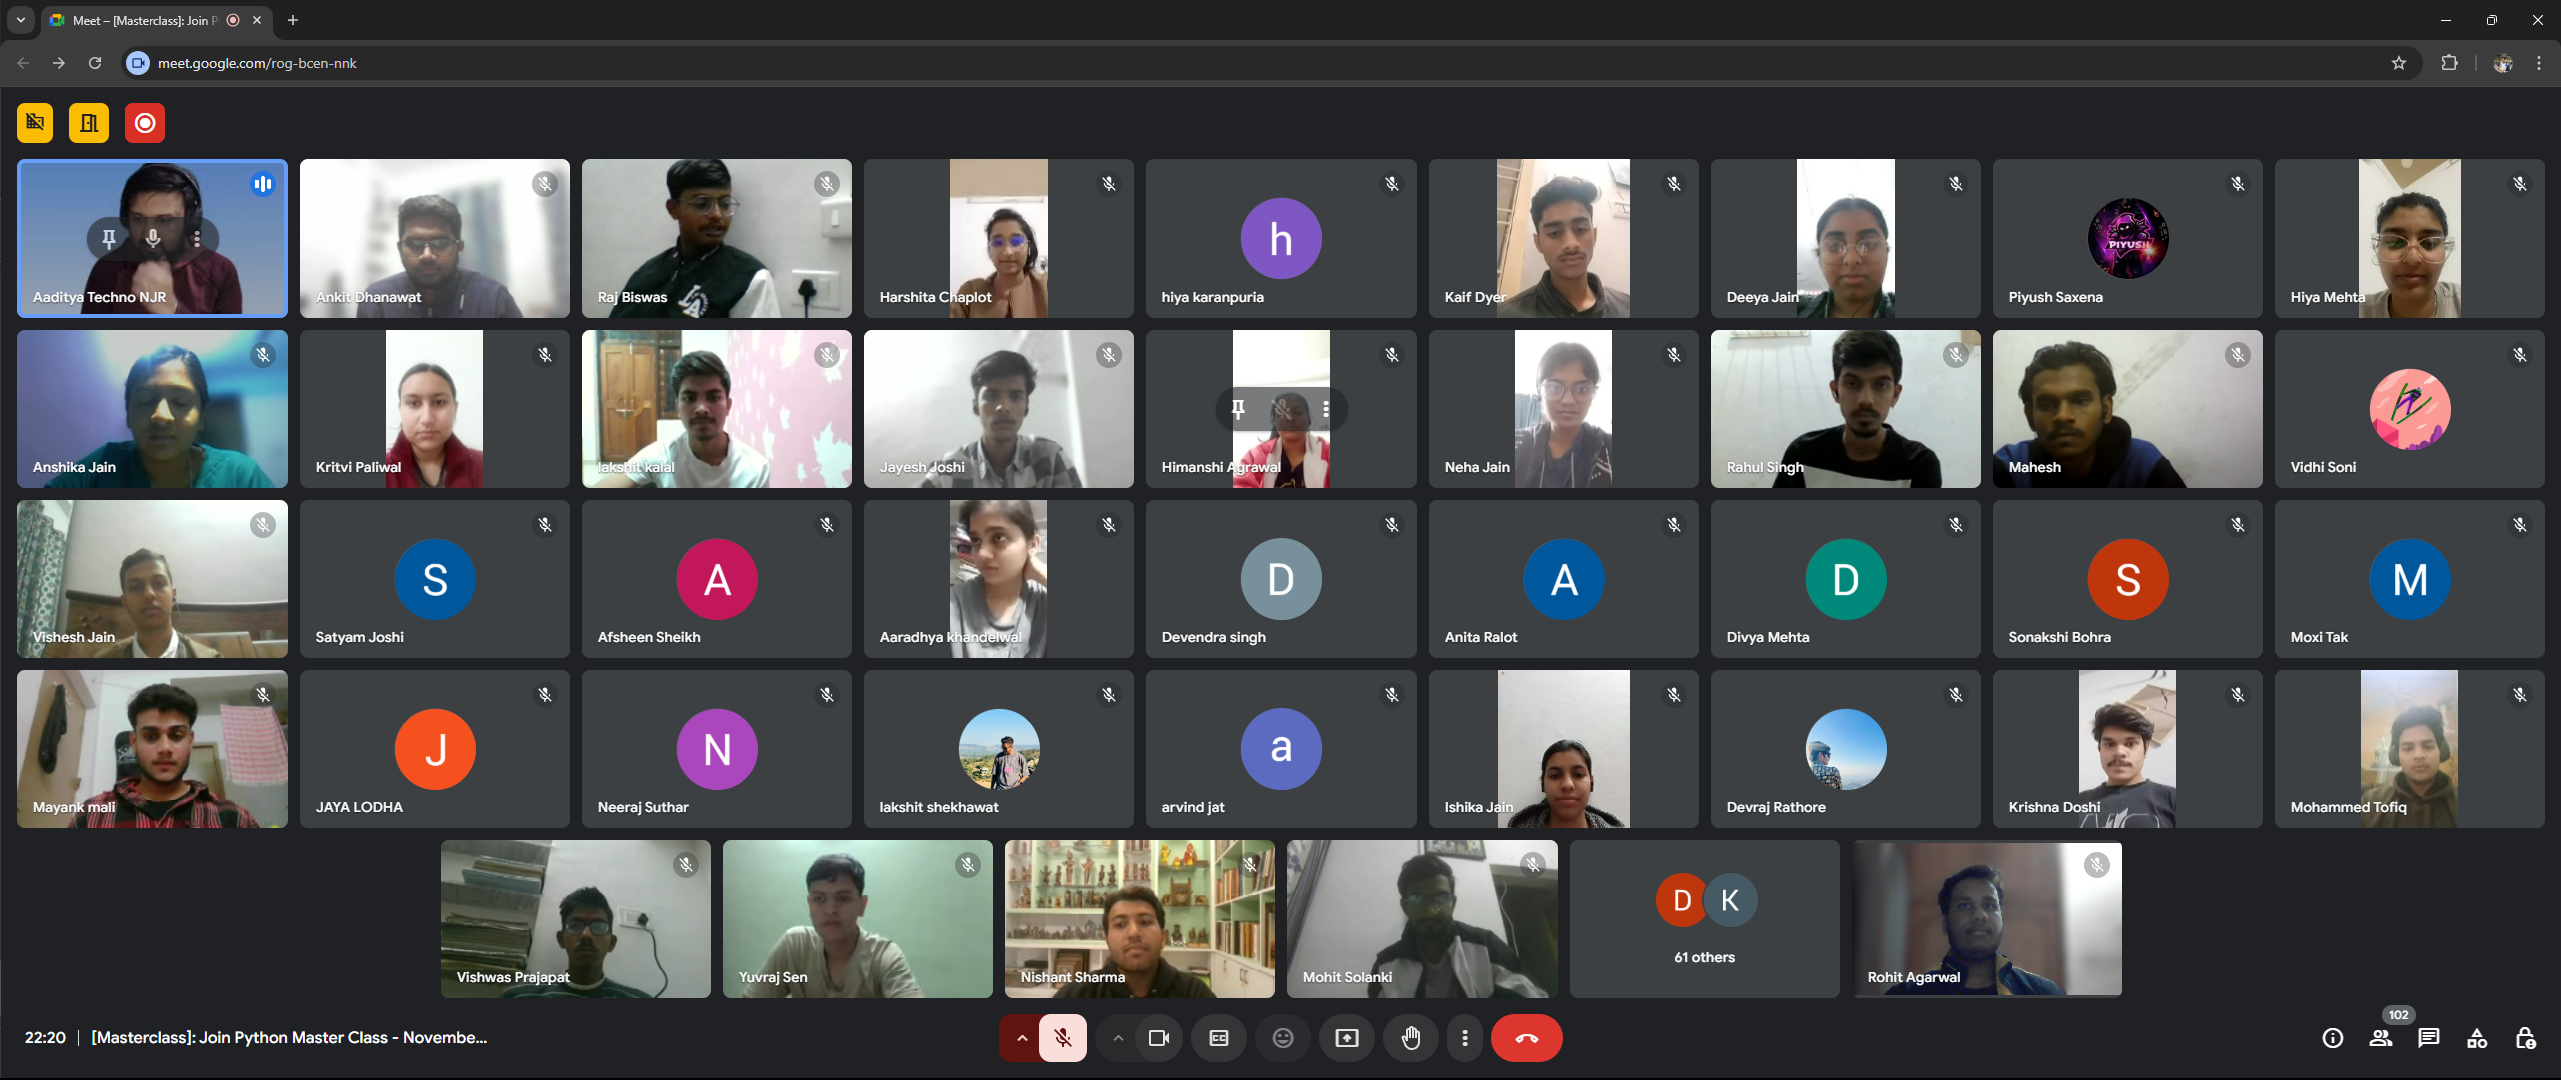 Meet – [Masterclass]: Join P
meet.google.com/rog-bcen-nnk
Aaditya Techno NJR
Ankit Dhanawat
Raj Biswas
Harshita Chaplot
h
hiya karanpuria
Kaif Dyer
Deeya Jain
PIYUSH
Piyush Saxena
Hiya Mehta
Anshika Jain
Kritvi Paliwal
lakshit kalal
Jayesh Joshi
Himanshi Agrawal
Neha Jain
Rahul Singh
Mahesh
Vidhi Soni
Vishesh Jain
S
Satyam Joshi
A
Afsheen Sheikh
Aaradhya khandelwal
D
Devendra singh
A
Anita Ralot
D
Divya Mehta
S
Sonakshi Bohra
M
Moxi Tak
Mayank mali
J
JAYA LODHA
N
Neeraj Suthar
lakshit shekhawat
a
arvind jat
Ishika Jain
Devraj Rathore
Krishna Doshi
Mohammed Tofiq
Vishwas Prajapat
Yuvraj Sen
Nishant Sharma
Mohit Solanki
D K
61 others
Rohit Agarwal
22:20 | [Masterclass]: Join Python Master Class - Novembe...
CC
102